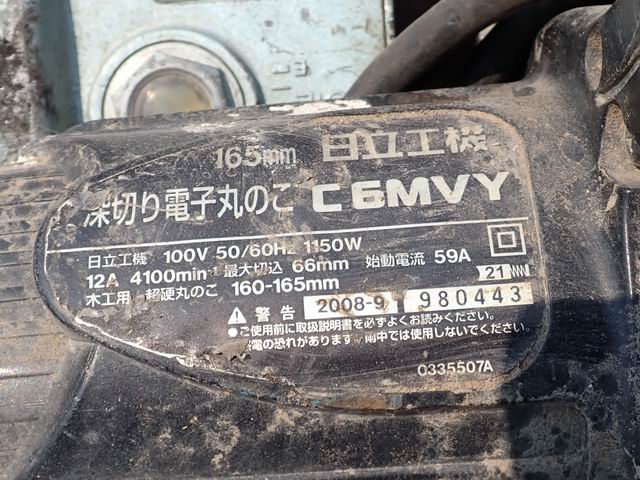 165mm 日立工機
深切り電子丸のこ C6MVY
日立工機 100V 50/60Hz 1150W
12A 4100min⁻ 最大切込 66mm 始動電流 59A
木工用 超硬丸のこ 160-165mm 21
警告 2008-9 980443
●ご使用前に取扱説明書を必ずよくお読みください。
電の恐れがあります。雨中では使用しないでください。
0335507A